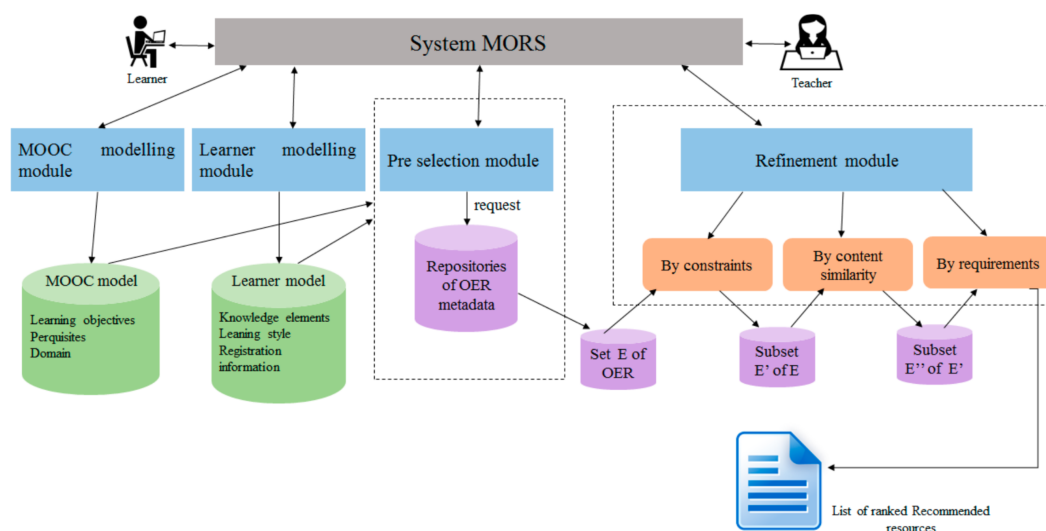 System MORS
Learner
Teacher
MOOC modelling
module
Learner modelling
module
Pre selection module
Refinement module
request
By constraints
By content
similarity
By requirements
MOOC model
Learning objectives
Perquisites
Domain
Learner model
Knowledge elements
Leaning style
Registration
information
Repositories
of OER
metadata
Set E of
OER
Subset
E’ of E
Subset
E’’ of E’
List of ranked Recommended
resources